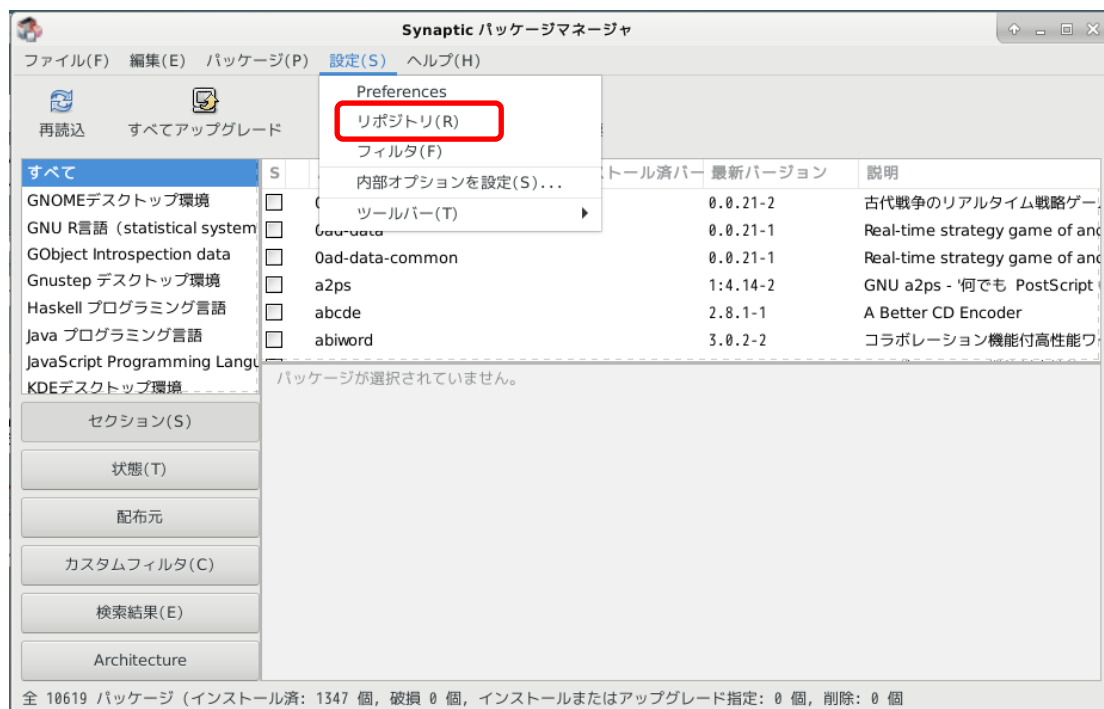 Synaptic パッケージマネージャ
ファイル(F) 編集(E) パッケージ(P) 設定(S) ヘルプ(H)
再読込 すべてアップグレード
Preferences
リポジトリ(R)
フィルタ(F)
内部オプションを設定(S)...
ツールバー(T)
すべて
GNOMEデスクトップ環境
GNU R言語 (statistical system
GObject Introspection data
Gnustep デスクトップ環境
Haskell プログラミング言語
Java プログラミング言語
JavaScript Programming Langu
KDEデスクトップ環境
S トール済バー 最新バージョン 説明
0.0.21-2 古代戦争のリアルタイム戦略ゲー
0ad-data 0.0.21-1 Real-time strategy game of anc
0ad-data-common 0.0.21-1 Real-time strategy game of anc
a2ps 1:4.14-2 GNU a2ps - '何でも PostScript
abcde 2.8.1-1 A Better CD Encoder
abiword 3.0.2-2 コラボレーション機能付高性能ワ
パッケージが選択されていません。
セクション(S)
状態(T)
配布元
カスタムフィルタ(C)
検索結果(E)
Architecture
全 10619 パッケージ (インストール済: 1347 個, 破損 0 個, インストールまたはアップグレード指定: 0 個, 削除: 0 個